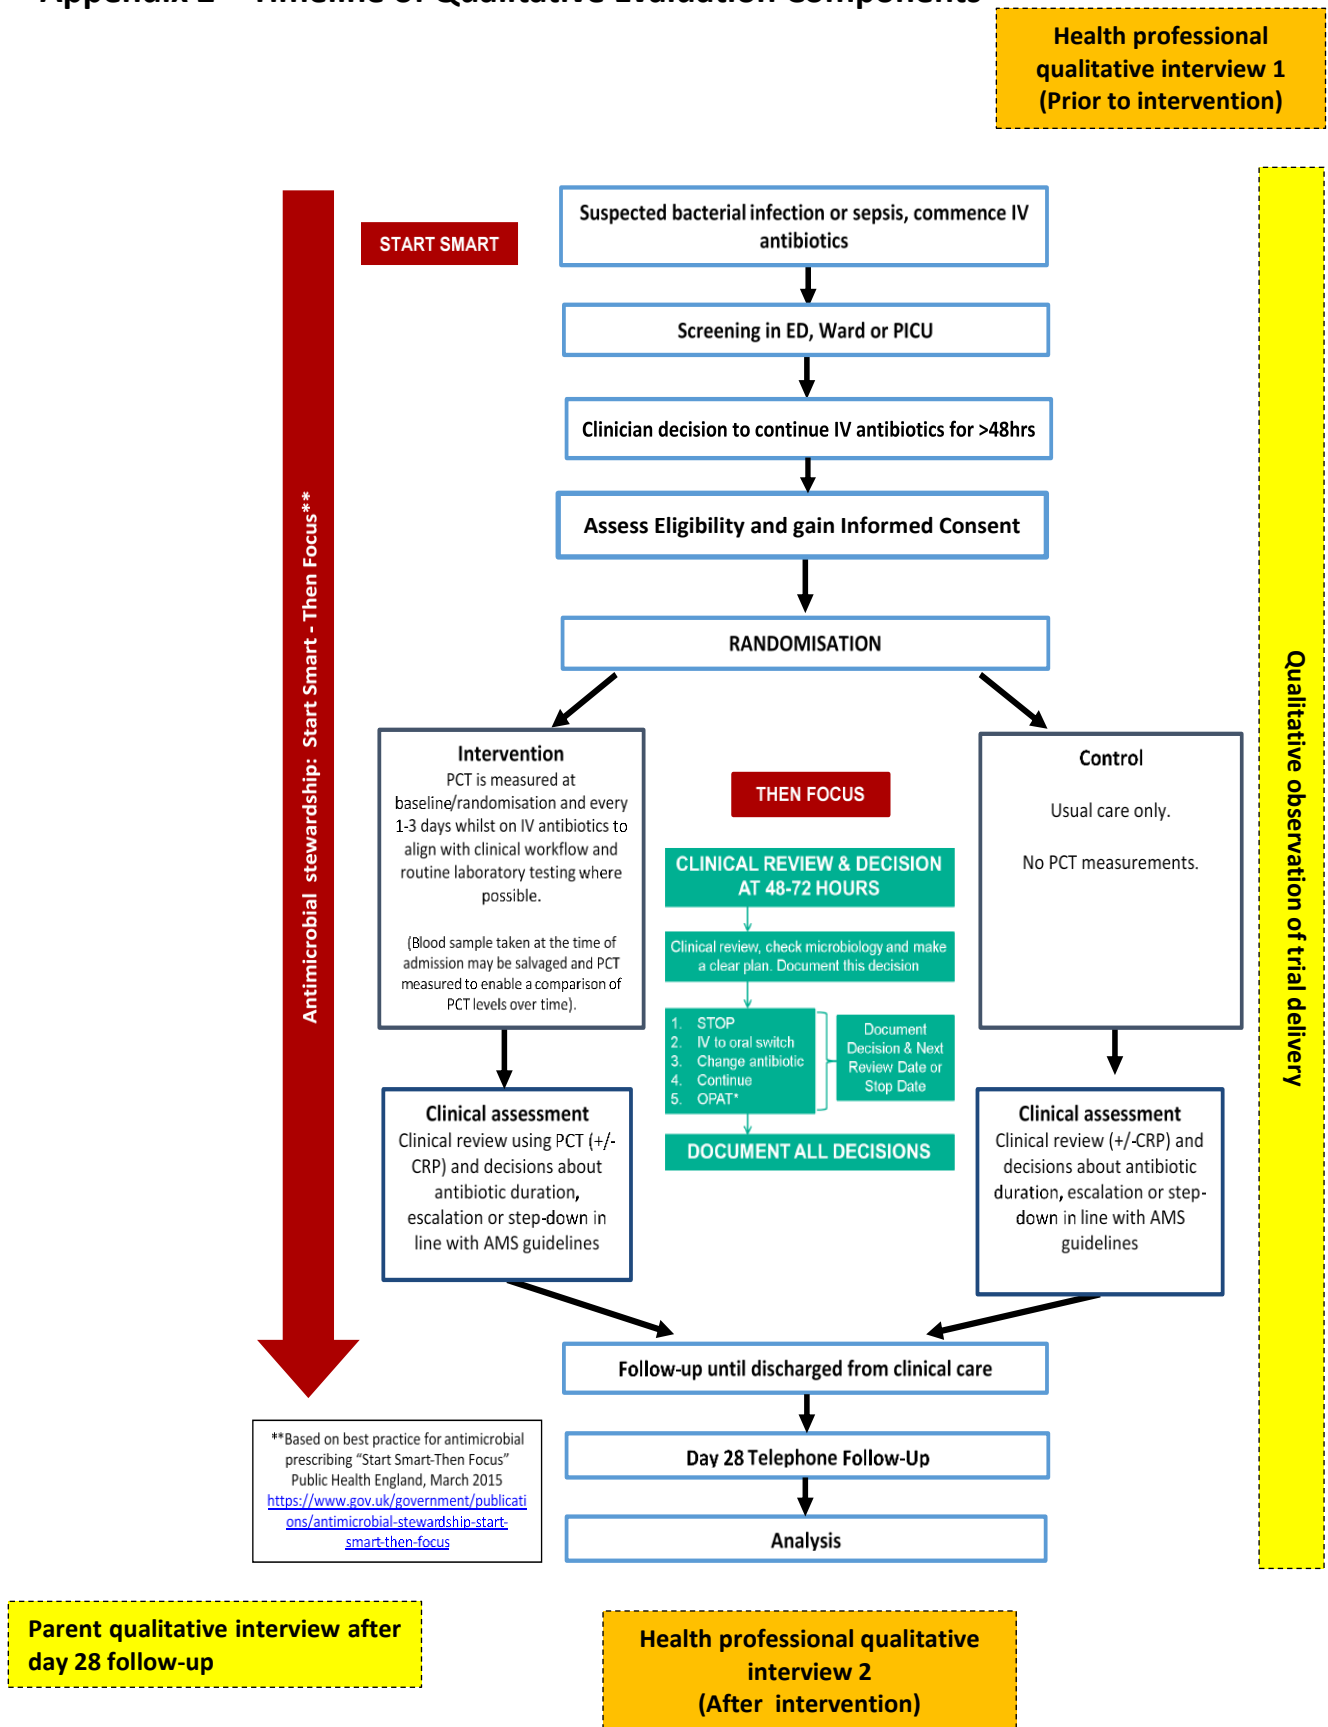 Appendix 2 – Timeline of Qualitative Evaluation Components
Health professional
qualitative interview 1
(Prior to intervention)
START SMART
Suspected bacterial infection or sepsis, commence IV
antibiotics
Screening in ED, Ward or PICU
Clinician decision to continue IV antibiotics for >48hrs
Assess Eligibility and gain Informed Consent
RANDOMISATION
Antimicrobial stewardship: Start Smart - Then Focus**
Qualitative observation of trial delivery
Intervention
PCT is measured at
baseline/randomisation and every
1-3 days whilst on IV antibiotics to
align with clinical workflow and
routine laboratory testing where
possible.
(Blood sample taken at the time of
admission may be salvaged and PCT
measured to enable a comparison of
PCT levels over time).
THEN FOCUS
CLINICAL REVIEW & DECISION
AT 48-72 HOURS
Clinical review, check microbiology and make
a clear plan. Document this decision
1. STOP
2. IV to oral switch
3. Change antibiotic
4. Continue
5. OPAT*
Document
Decision & Next
Review Date or
Stop Date
DOCUMENT ALL DECISIONS
Control
Usual care only.
No PCT measurements.
Clinical assessment
Clinical review using PCT (+/-
CRP) and decisions about
antibiotic duration,
escalation or step-down in
line with AMS guidelines
Clinical assessment
Clinical review (+/-CRP) and
decisions about antibiotic
duration, escalation or step-
down in line with AMS
guidelines
Follow-up until discharged from clinical care
Day 28 Telephone Follow-Up
Analysis
**Based on best practice for antimicrobial
prescribing “Start Smart-Then Focus”
Public Health England, March 2015
https://www.gov.uk/government/publicati
ons/antimicrobial-stewardship-start-
smart-then-focus
Parent qualitative interview after
day 28 follow-up
Health professional qualitative
interview 2
(After intervention)